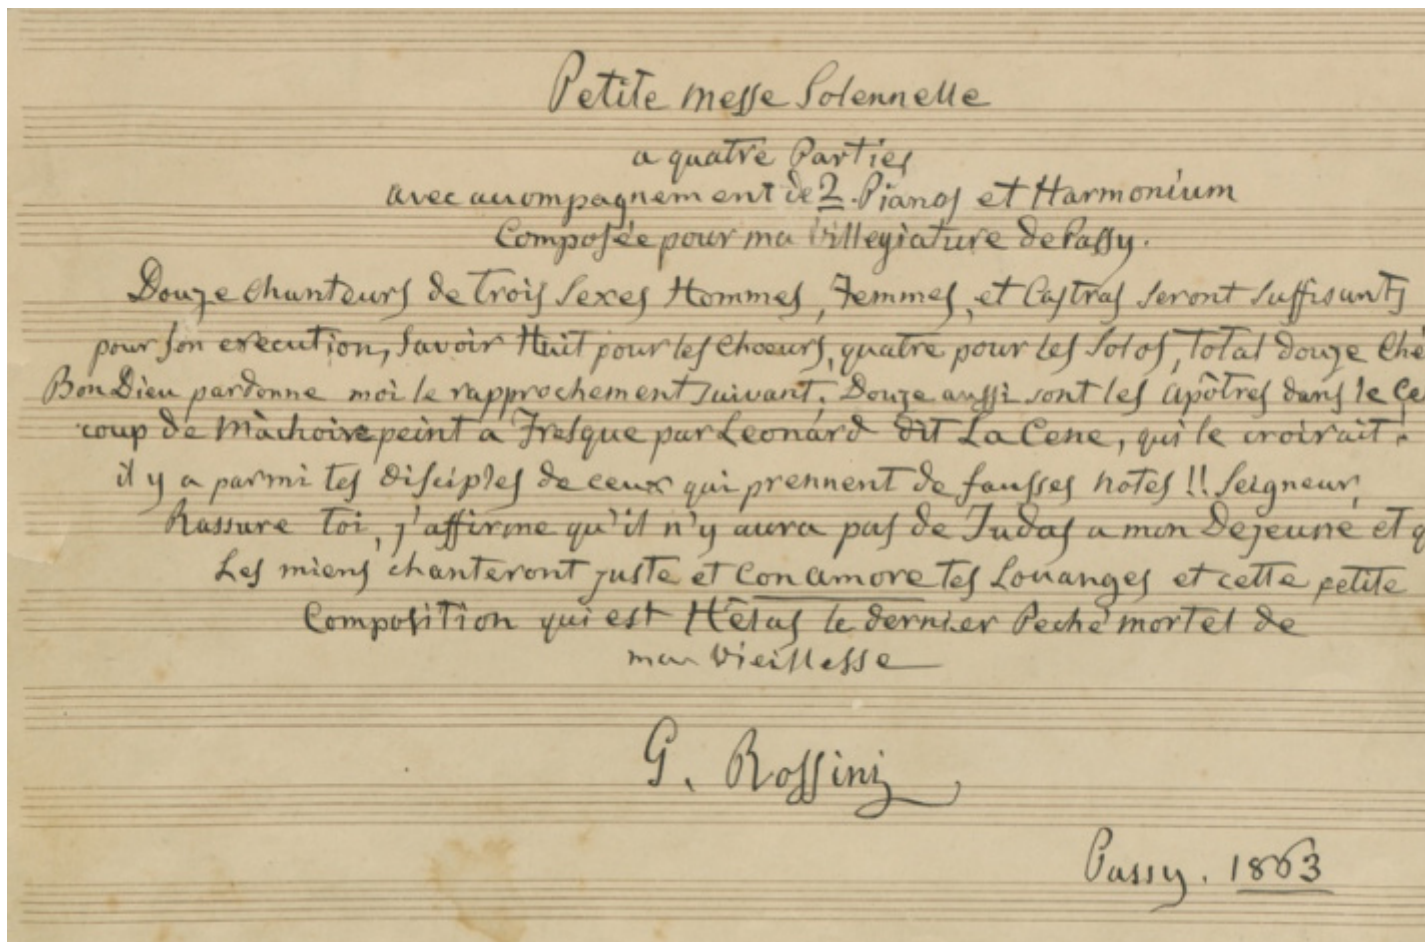 Petite messe Solennelle
a quatre Parties
avec accompagnement de 2 Pianos et Harmonium
Composée pour ma villegiature de Passy.
Douze chanteurs de trois Sexes Hommes, Femmes, et Castras seront suffisants
pour son execution, Savoir Huit pour les Choeurs, quatre pour les Solos, total douze Ché
Bon Dieu pardonne moi le rapprochement suivant, Douze aussi sont les apôtres dans le Ce
coup de Mâchoire peint a Fresque par Leonard dit La Cene, qui le croirait.
il y a parmi tes disciples de ceux qui prennent de fausses notes!! Seigneur,
Rassure toi, j'affirme qu'il n'y aura pas de Judas a mon Dejeuné et q
Les miens chanteront juste et Con amore tes Louanges et cette petite
Composition qui est Hélas le dernier Peché mortel de
ma vieillesse
G. Rossini
Passy. 1863